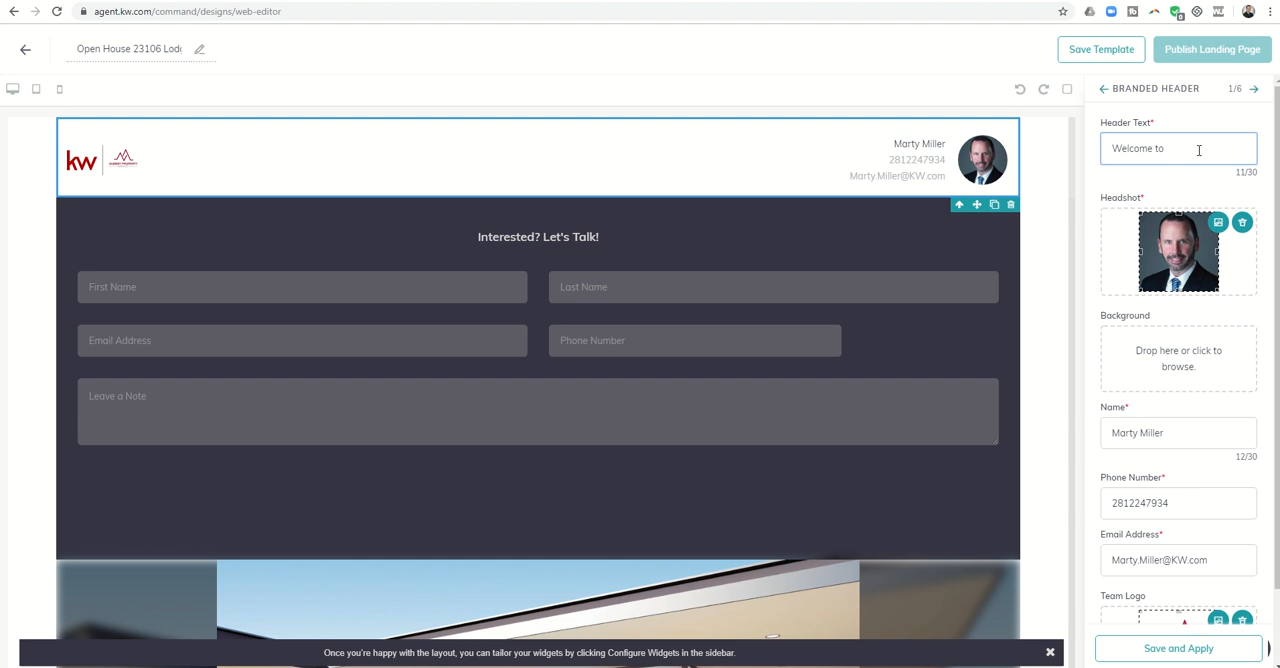 agent.kw.com/command/designs/web-editor
Open House 23106 Lod
Save Template
Publish Landing Page
BRANDED HEADER
1/6
Header Text*
Welcome to
11/30
kw
Marty Miller
2812247934
Marty.Miller@KW.com
Headshot*
Interested? Let's Talk!
First Name
Last Name
Background
Email Address
Phone Number
Drop here or click to
browse.
Leave a Note
Name*
Marty Miller
12/30
Phone Number*
2812247934
Email Address*
Marty.Miller@KW.com
Team Logo
Once you're happy with the layout, you can tailor your widgets by clicking Configure Widgets in the sidebar.
Save and Apply